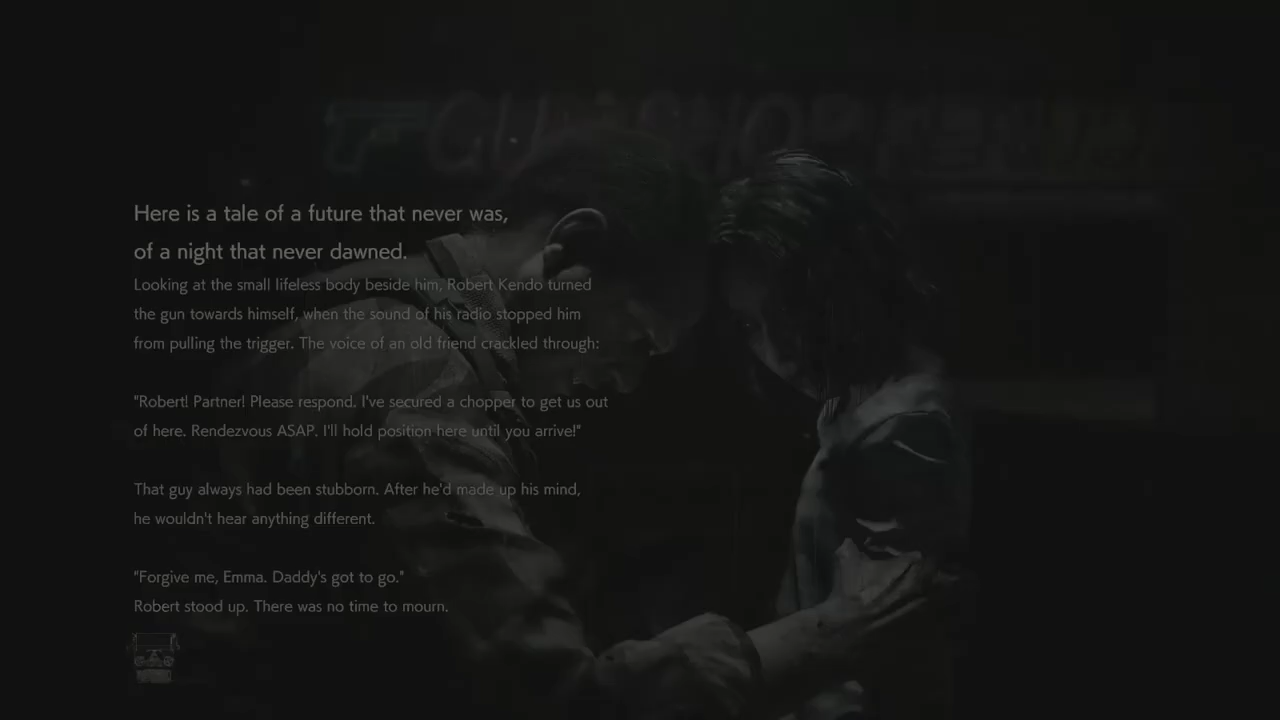 GUN SHOP KENDO
Here is a tale of a future that never was,
of a night that never dawned.
Looking at the small lifeless body beside him, Robert Kendo turned
the gun towards himself, when the sound of his radio stopped him
from pulling the trigger. The voice of an old friend crackled through:
"Robert! Partner! Please respond. I've secured a chopper to get us out
of here. Rendezvous ASAP. I'll hold position here until you arrive!"
That guy always had been stubborn. After he'd made up his mind,
he wouldn't hear anything different.
"Forgive me, Emma. Daddy's got to go."
Robert stood up. There was no time to mourn.